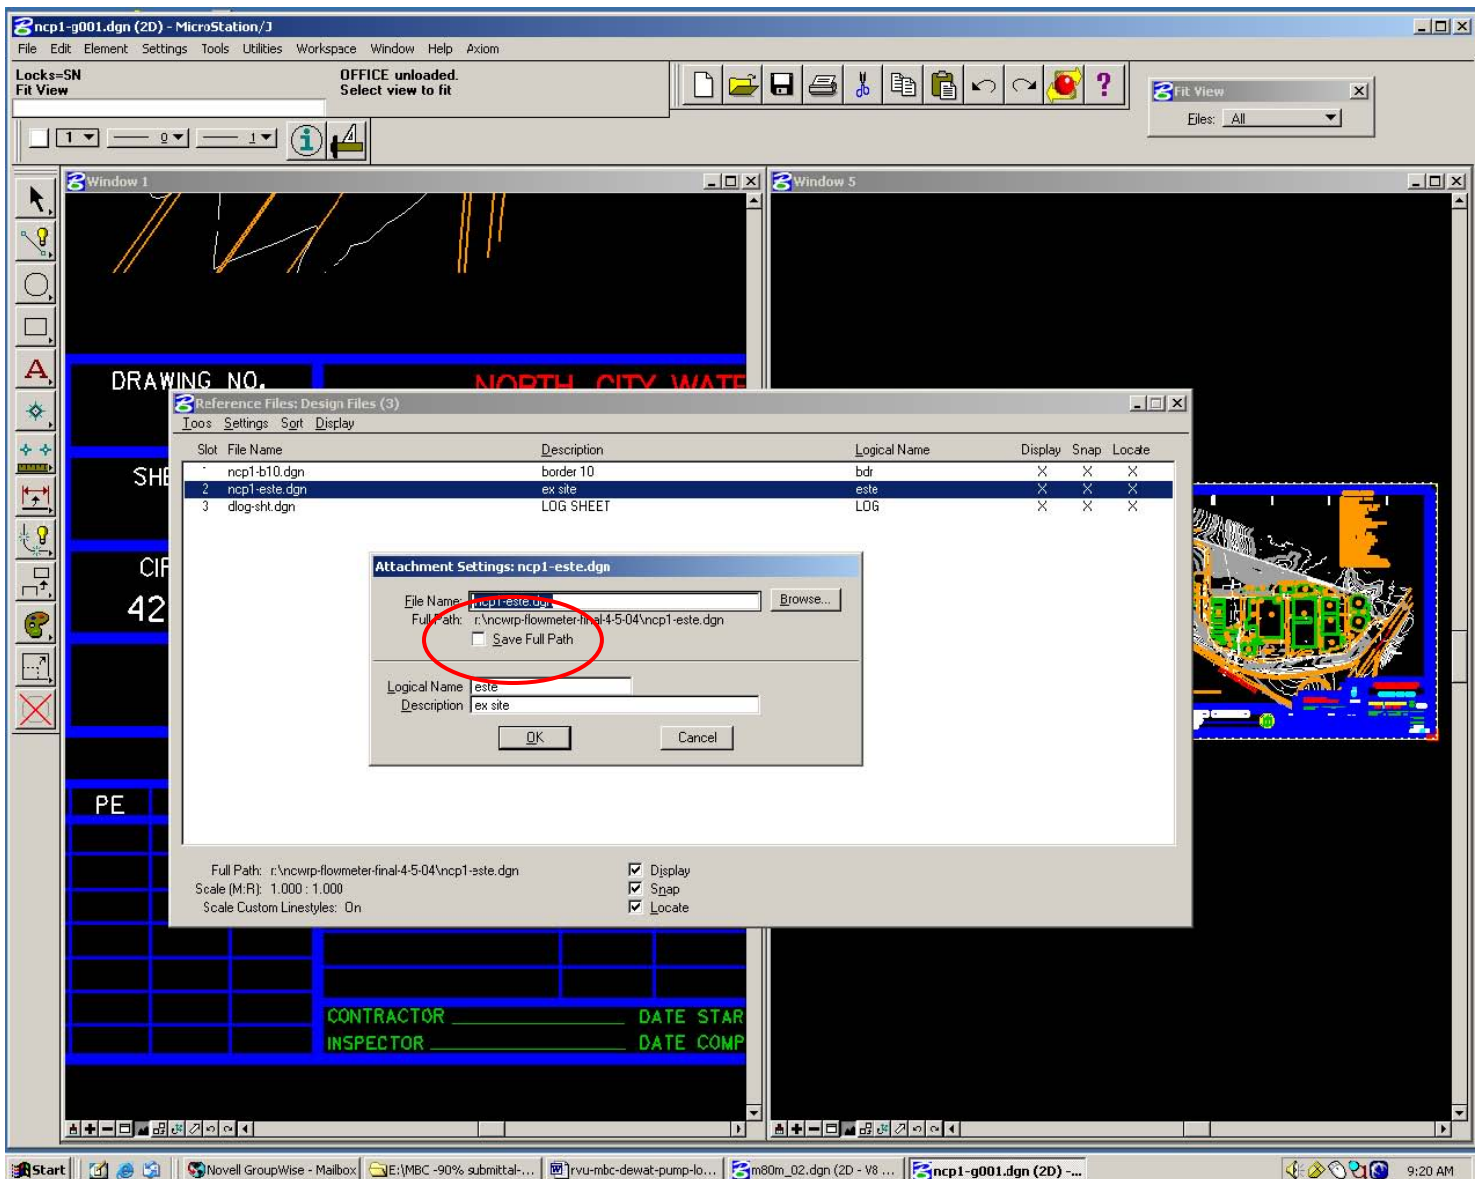 ncp1-g001.dgn (2D) - MicroStation/J
File Edit Element Settings Tools Utilities Workspace Window Help Axiom
Locks=SN
Fit View
OFFICE unloaded.
Select view to fit
Fit View
Files: All
1 0 1
Window 1
Window 5
DRAWING NO.
NORTH CITY WATE
SHE
CIF
42
PE
CONTRACTOR
DATE STAR
INSPECTOR
DATE COMP
Reference Files: Design Files (3)
Toos Settings Sort Display
Slot File Name Description Logical Name Display Snap Locate
1 ncp1-b10.dgn border 10 bdr X X X
2 ncp1-este.dgn ex site este X X X
3 dlog-sht.dgn LOG SHEET LOG X X X
Attachment Settings: ncp1-este.dgn
File Name: ncp1-este.dgn Browse...
Full Path: r:\ncwrp-flowmeter-final-4-5-04\ncp1-este.dgn
Save Full Path
Logical Name este
Description ex site
OK Cancel
Full Path: r:\ncwrp-flowmeter-final-4-5-04\ncp1-este.dgn
Scale (M:R): 1.000 : 1.000
Scale Custom Linestyles: On
Display
Snap
Locate
Start
Novell GroupWise - Mailbox
E:\MBC -90% submittal-...
rvu-mbc-dewat-pump-lo...
m80m_02.dgn (2D - V8 ...
ncp1-g001.dgn (2D) -...
9:20 AM